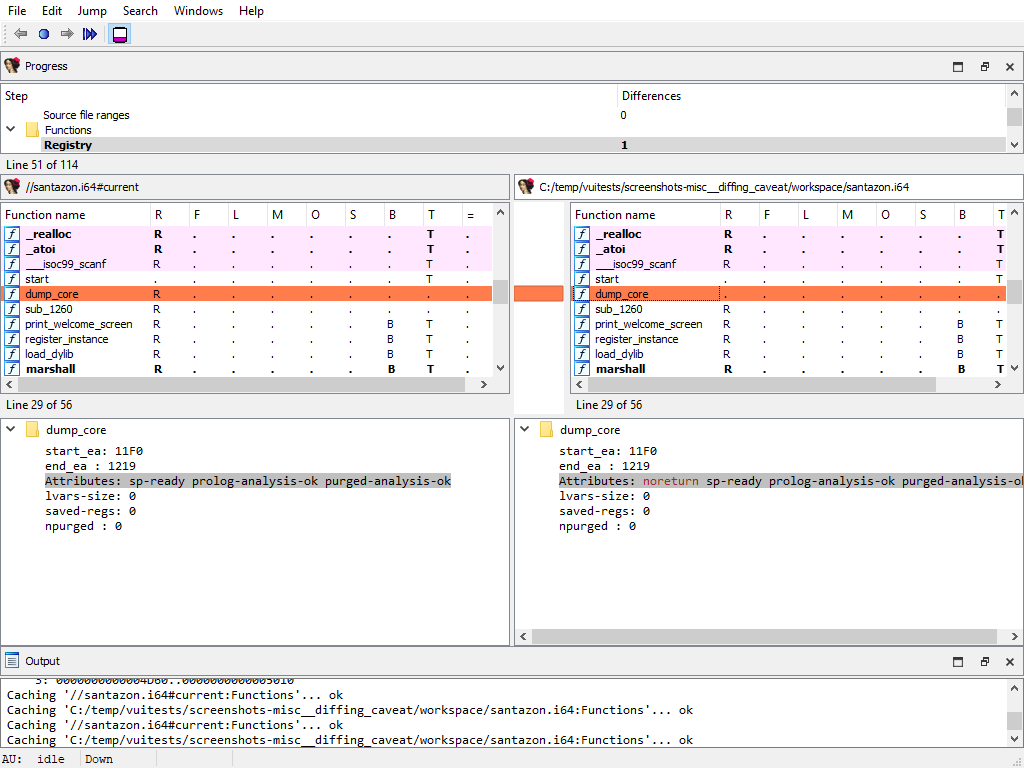 File Edit Jump Search Windows Help
Progress
Step Differences
Source file ranges 0
Functions
Registry 1
Line 51 of 114
//santazon.i64#current
Function name R F L M O S B T =
_realloc R . . . . . . T .
_atoi R . . . . . . T .
___isoc99_scanf R . . . . . . T .
start . . . . . . . T .
dump_core R . . . . . . . .
sub_1260 R . . . . . . . .
print_welcome_screen R . . . . . B T .
register_instance R . . . . . B T .
load_dylib R . . . . . B T .
marshall R . . . . . B T .
Line 29 of 56
C:/temp/vuitests/screenshots-misc__diffing_caveat/workspace/santazon.i64
Function name R F L M O S B T
_realloc R . . . . . . T
_atoi R . . . . . . T
___isoc99_scanf R . . . . . . T
start . . . . . . . T
dump_core . . . . . . . .
sub_1260 R . . . . . . .
print_welcome_screen R . . . . . B T
register_instance R . . . . . B T
load_dylib R . . . . . B T
marshall R . . . . . B T
Line 29 of 56
dump_core
start_ea: 11F0
end_ea : 1219
Attributes: sp-ready prolog-analysis-ok purged-analysis-ok
lvars-size: 0
saved-regs: 0
npurged : 0
dump_core
start_ea: 11F0
end_ea : 1219
Attributes: noreturn sp-ready prolog-analysis-ok purged-analysis-ok
lvars-size: 0
saved-regs: 0
npurged : 0
Output
Caching '//santazon.i64#current:Functions'... ok
Caching 'C:/temp/vuitests/screenshots-misc__diffing_caveat/workspace/santazon.i64:Functions'... ok
Caching '//santazon.i64#current:Functions'... ok
Caching 'C:/temp/vuitests/screenshots-misc__diffing_caveat/workspace/santazon.i64:Functions'... ok
AU: idle Down